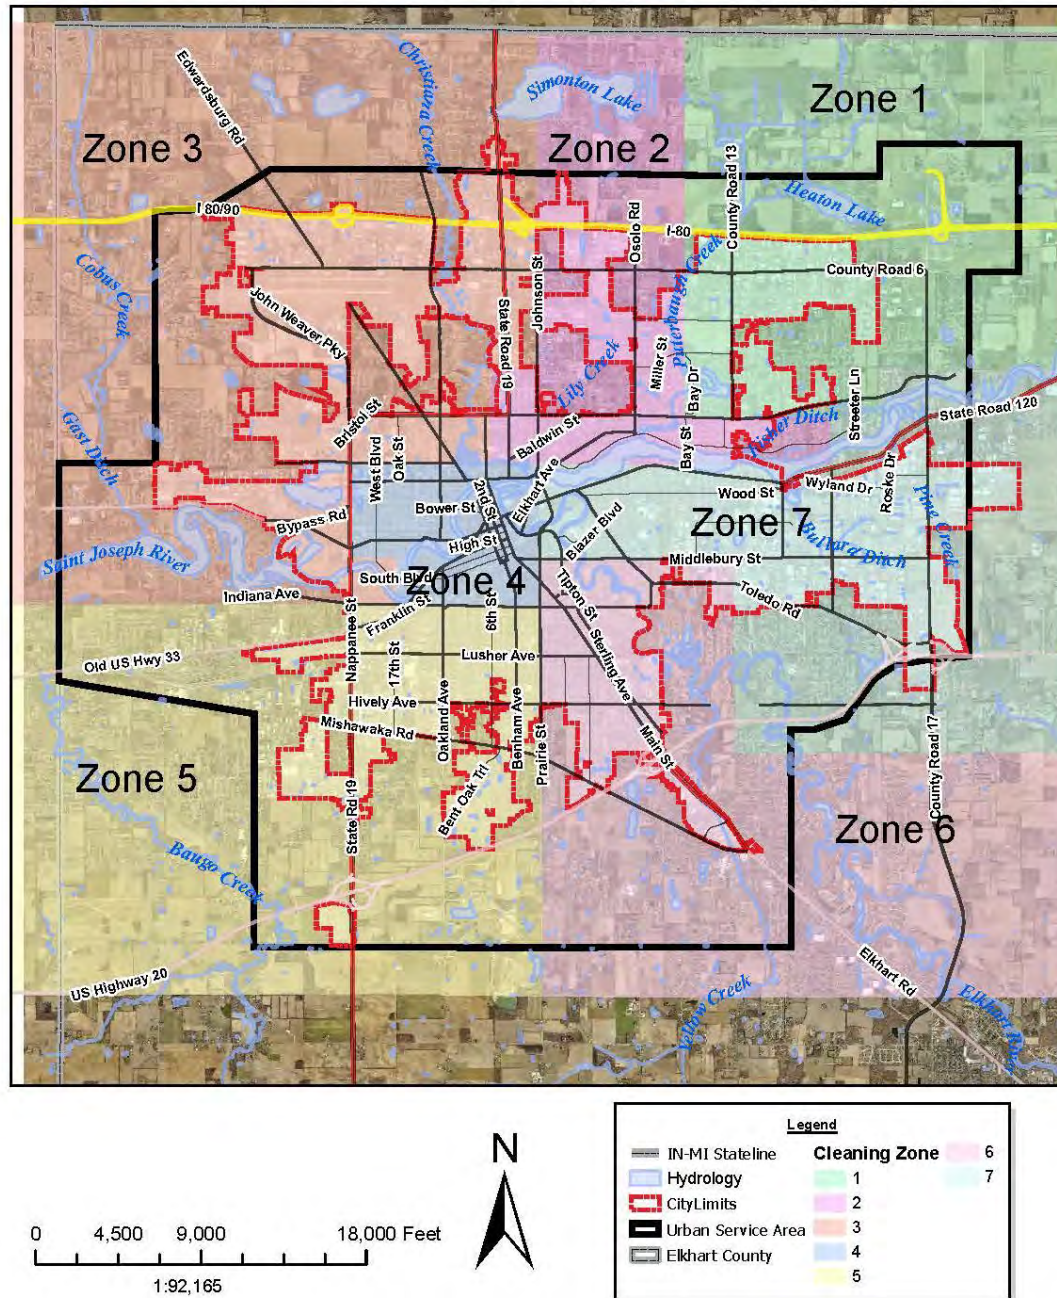 Edwardsburg Rd
Christiana Creek
Simonton Lake
Zone 1
Zone 3
Zone 2
County Road 13
Heaton Lake
I 80/90
I-80
Osolo Rd
Cobus Creek
John Weaver Pky
State Road 19
Johnson St
Pinterbaugh Creek
County Road 6
Miller St
Bay Dr
Lily Creek
Gast Ditch
Bristol St
West Blvd
Oak St
Baldwin St
Bay St
Fisher Ditch
Streeter Ln
State Road 120
2nd St
Elkhart Ave
Wood St
Wyland Dr
Roske Dr
Pine Creek
Bypass Rd
Bower St
High St
Blazer Blvd
Zone 7
Saint Joseph River
South Blvd
Zone 4
Middlebury St
Indiana Ave
Franklin St
6th St
Tipton St
Toledo Rd
Old US Hwy 33
Nappanee St
17th St
Lusher Ave
Sterling Ave
Hively Ave
Mishawaka Rd
Oakland Ave
Benham Ave
Prairie St
Main St
County Road 17
Zone 5
State Rd 19
Bent Oak Trl
Zone 6
Baugo Creek
US Highway 20
Yellow Creek
Elkhart Rd
Elkhart River
Legend
IN-MI Stateline
Hydrology
CityLimits
Urban Service Area
Elkhart County
Cleaning Zone
1
2
3
4
5
6
7
N
0 4,500 9,000 18,000 Feet
1:92,165